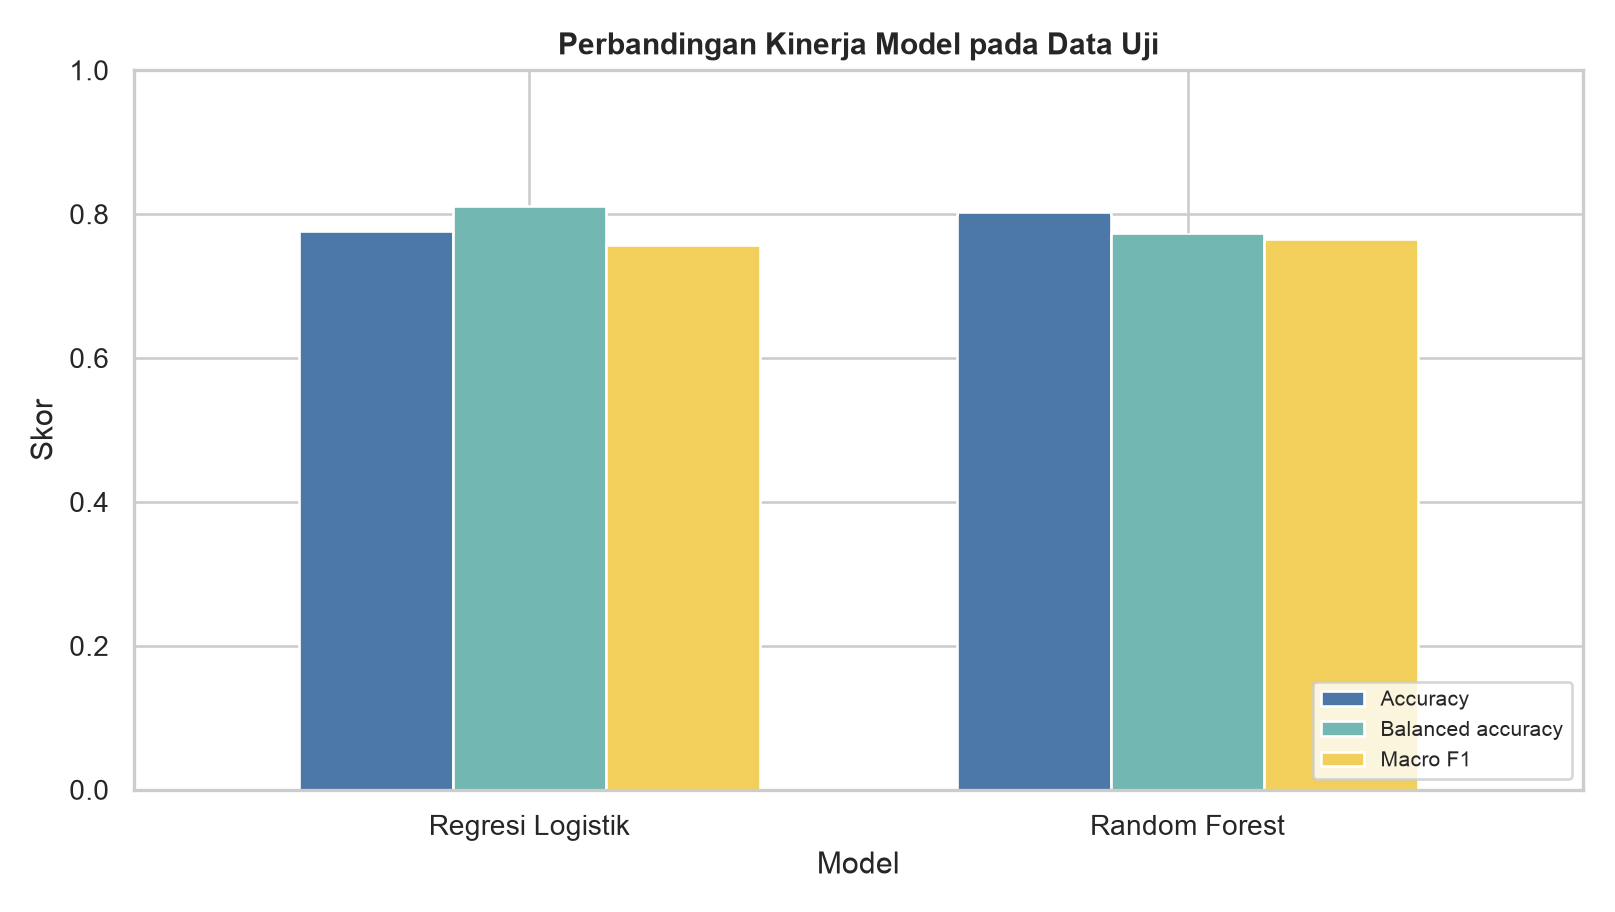 Perbandingan Kinerja Model pada Data Uji
1.0
0.8
0.6
0.4
0.2
0.0
Skor
Accuracy
Balanced accuracy
Macro F1
Regresi Logistik
Random Forest
Model